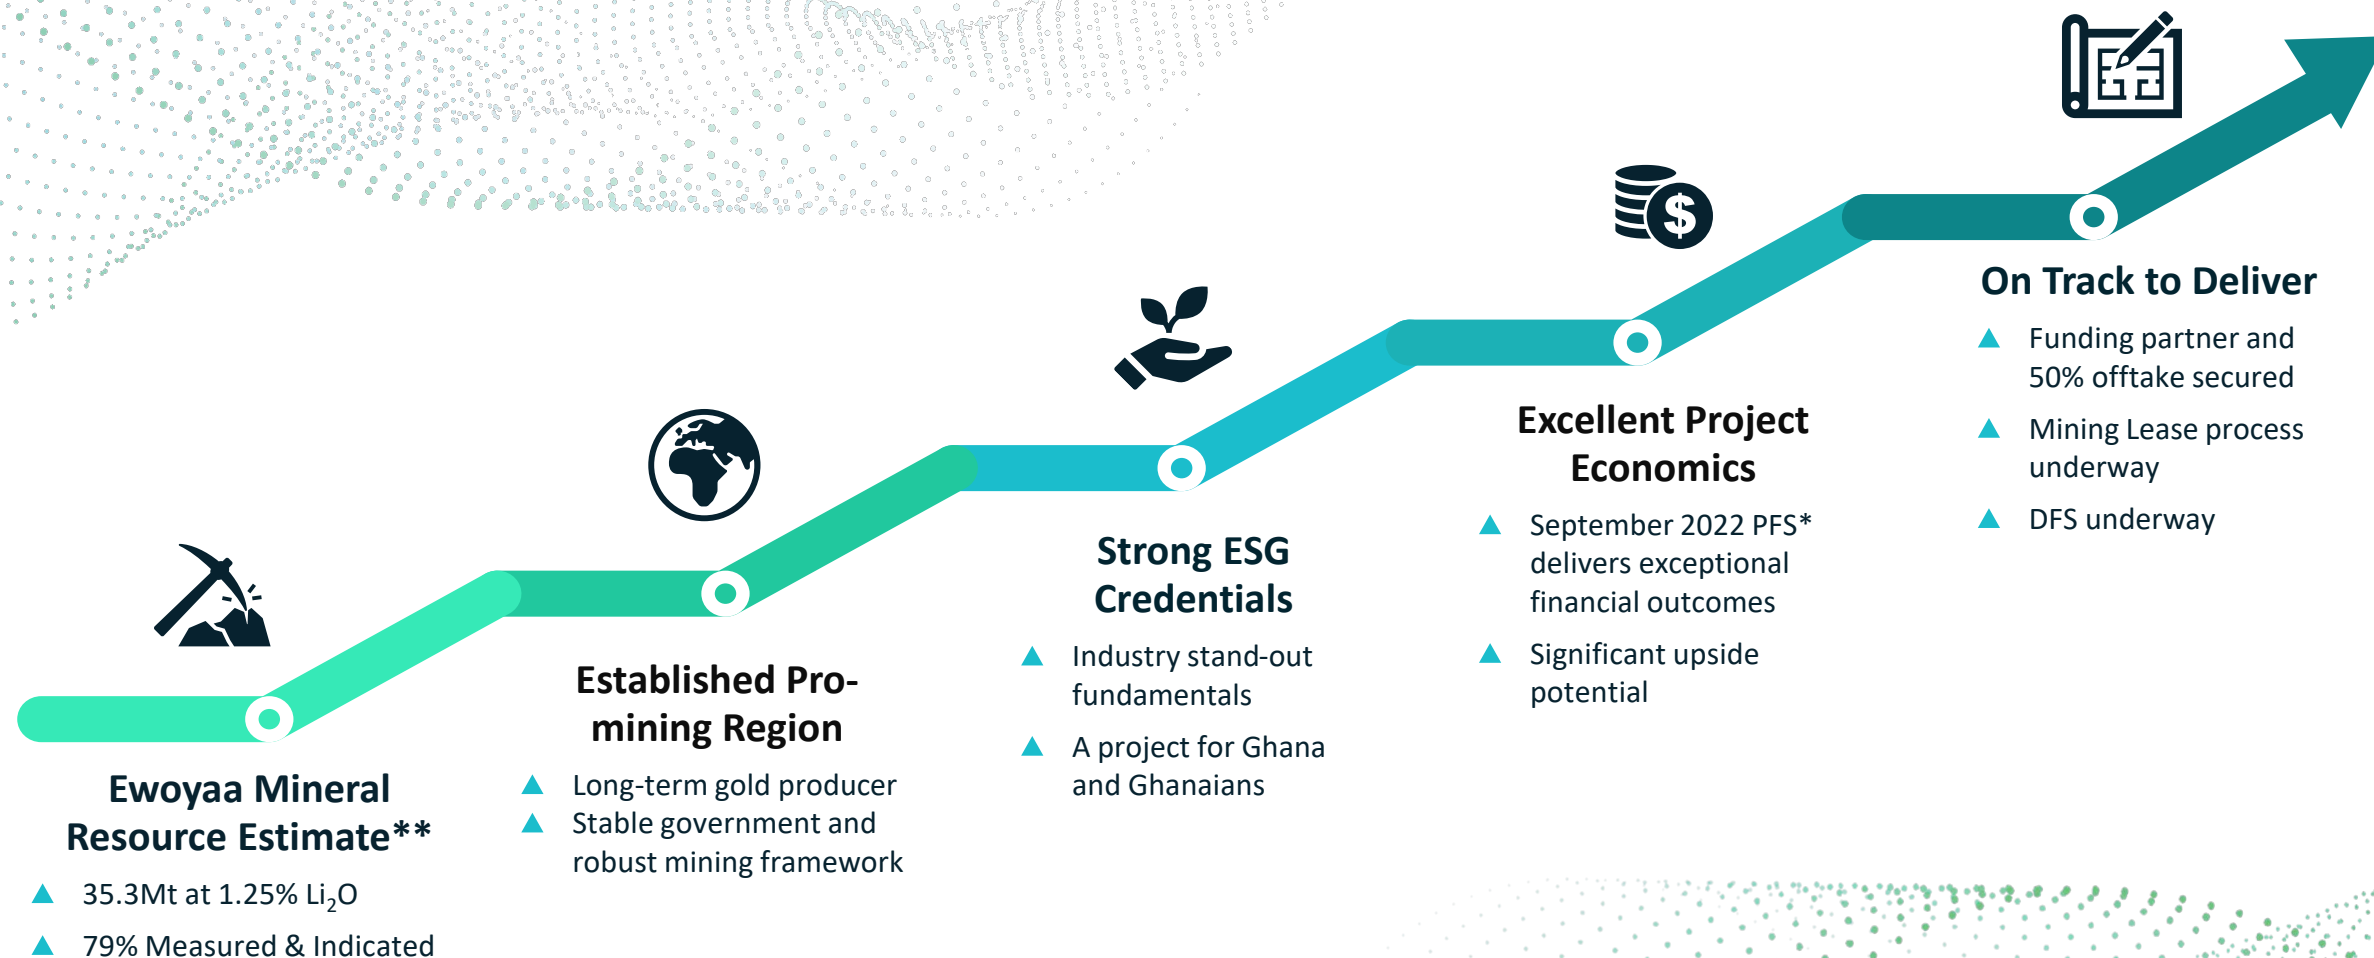 Ewoyaa Mineral
Resource Estimate**
35.3Mt at 1.25% Li₂O
79% Measured & Indicated
Established Pro-
mining Region
Long-term gold producer
Stable government and
robust mining framework
Strong ESG
Credentials
Industry stand-out
fundamentals
A project for Ghana
and Ghanaians
$
Excellent Project
Economics
September 2022 PFS*
delivers exceptional
financial outcomes
Significant upside
potential
On Track to Deliver
Funding partner and
50% offtake secured
Mining Lease process
underway
DFS underway